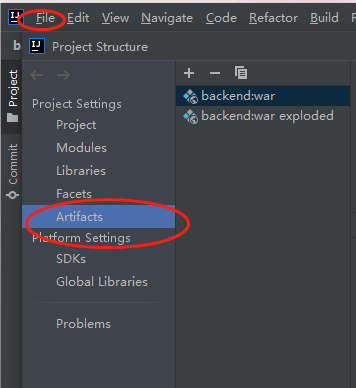 File Edit View Navigate Code Refactor Build
Project Structure
b
Project
Commit
Project Settings
Project
Modules
Libraries
Facets
Artifacts
Platform Settings
SDKs
Global Libraries
Problems
backend:war
backend:war exploded